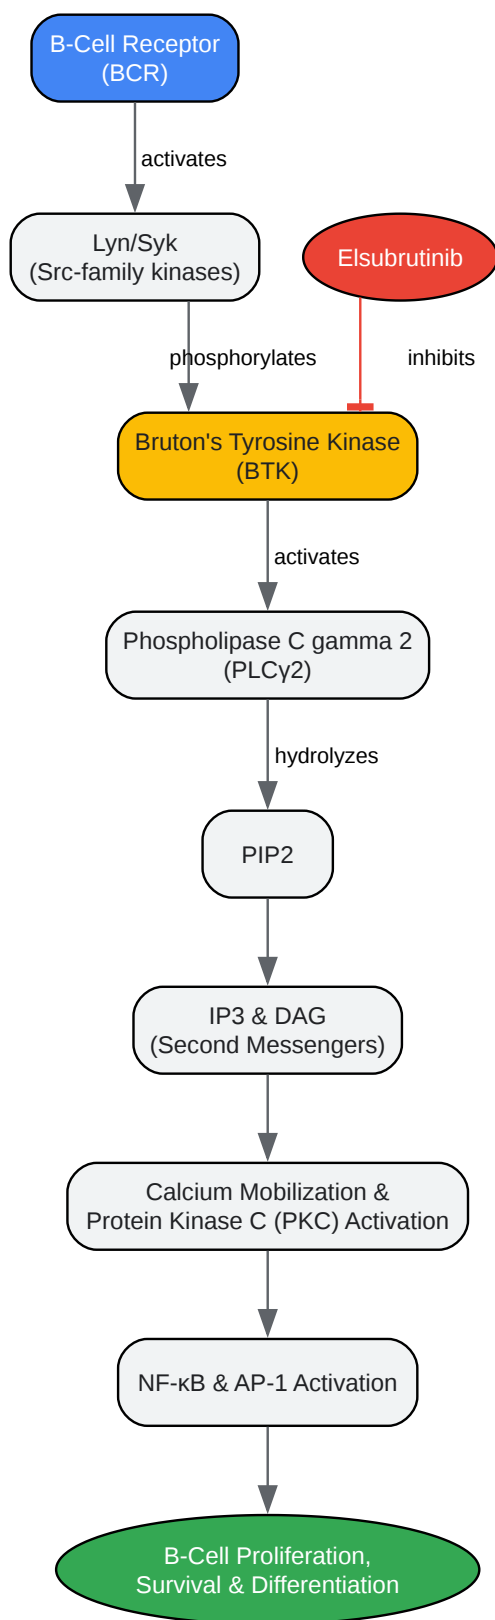 B-Cell Receptor
(BCR)
activates
Lyn/Syk
(Src-family kinases)
Elsubrutinib
phosphorylates
inhibits
Bruton's Tyrosine Kinase
(BTK)
activates
Phospholipase C gamma 2
(PLCγ2)
hydrolyzes
PIP2
IP3 & DAG
(Second Messengers)
Calcium Mobilization &
Protein Kinase C (PKC) Activation
NF-κB & AP-1 Activation
B-Cell Proliferation,
Survival & Differentiation